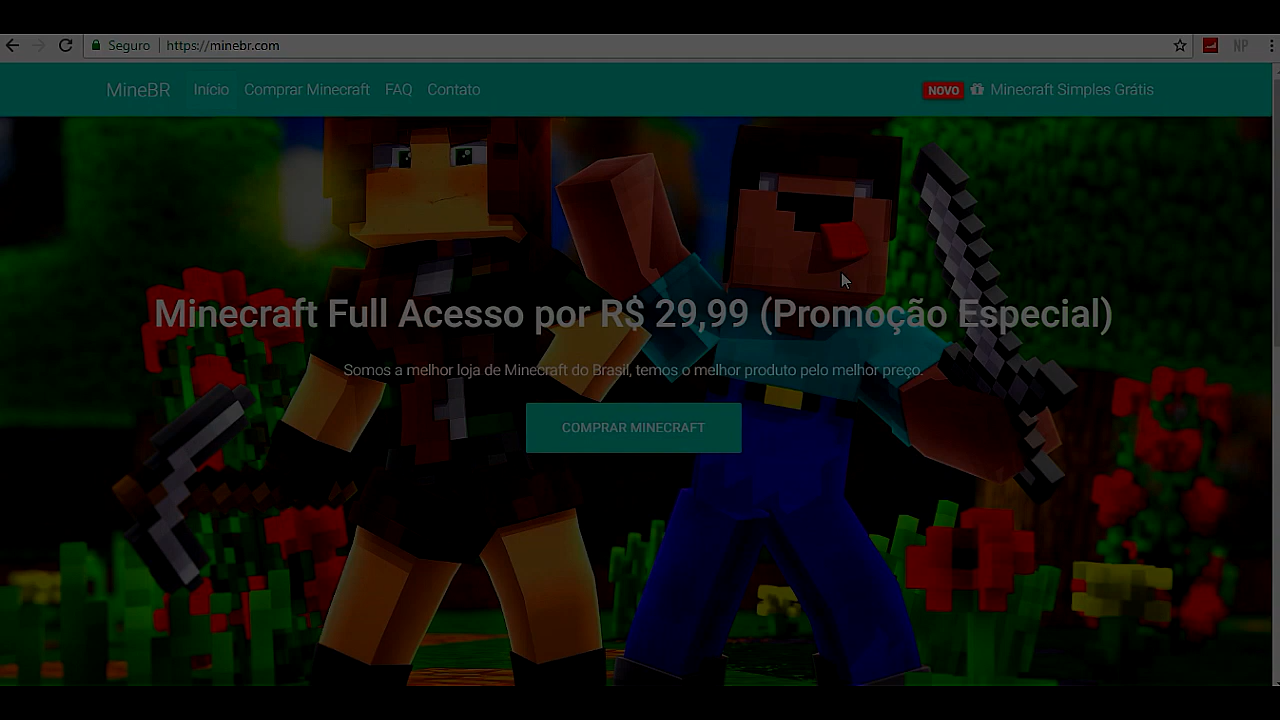 Seguro https://minebr.com NP
MineBR Início Comprar Minecraft FAQ Contato NOVO Minecraft Simples Grátis
Minecraft Full Acesso por R$ 29,99 (Promoção Especial)
Somos a melhor loja de Minecraft do Brasil, temos o melhor produto pelo melhor preço.
COMPRAR MINECRAFT